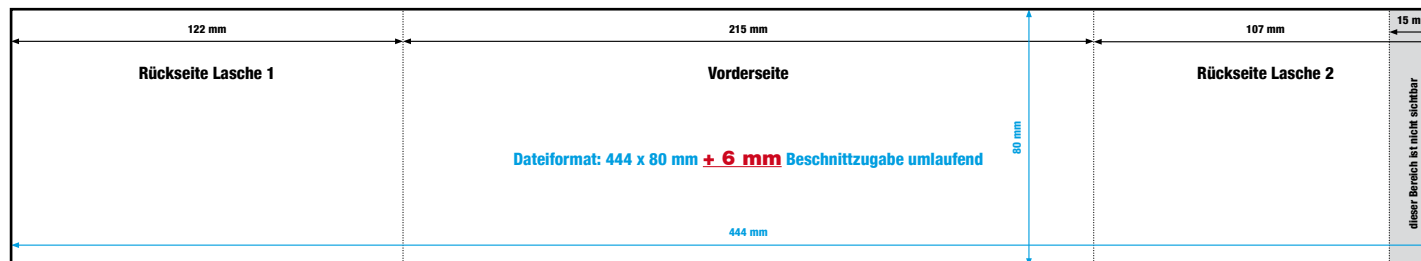 122 mm
215 mm
107 mm
15 m
Rückseite Lasche 1
Vorderseite
Rückseite Lasche 2
80 mm
dieser Bereich ist nicht sichtbar
Dateiformat: 444 x 80 mm + 6 mm Beschnittzugabe umlaufend
444 mm